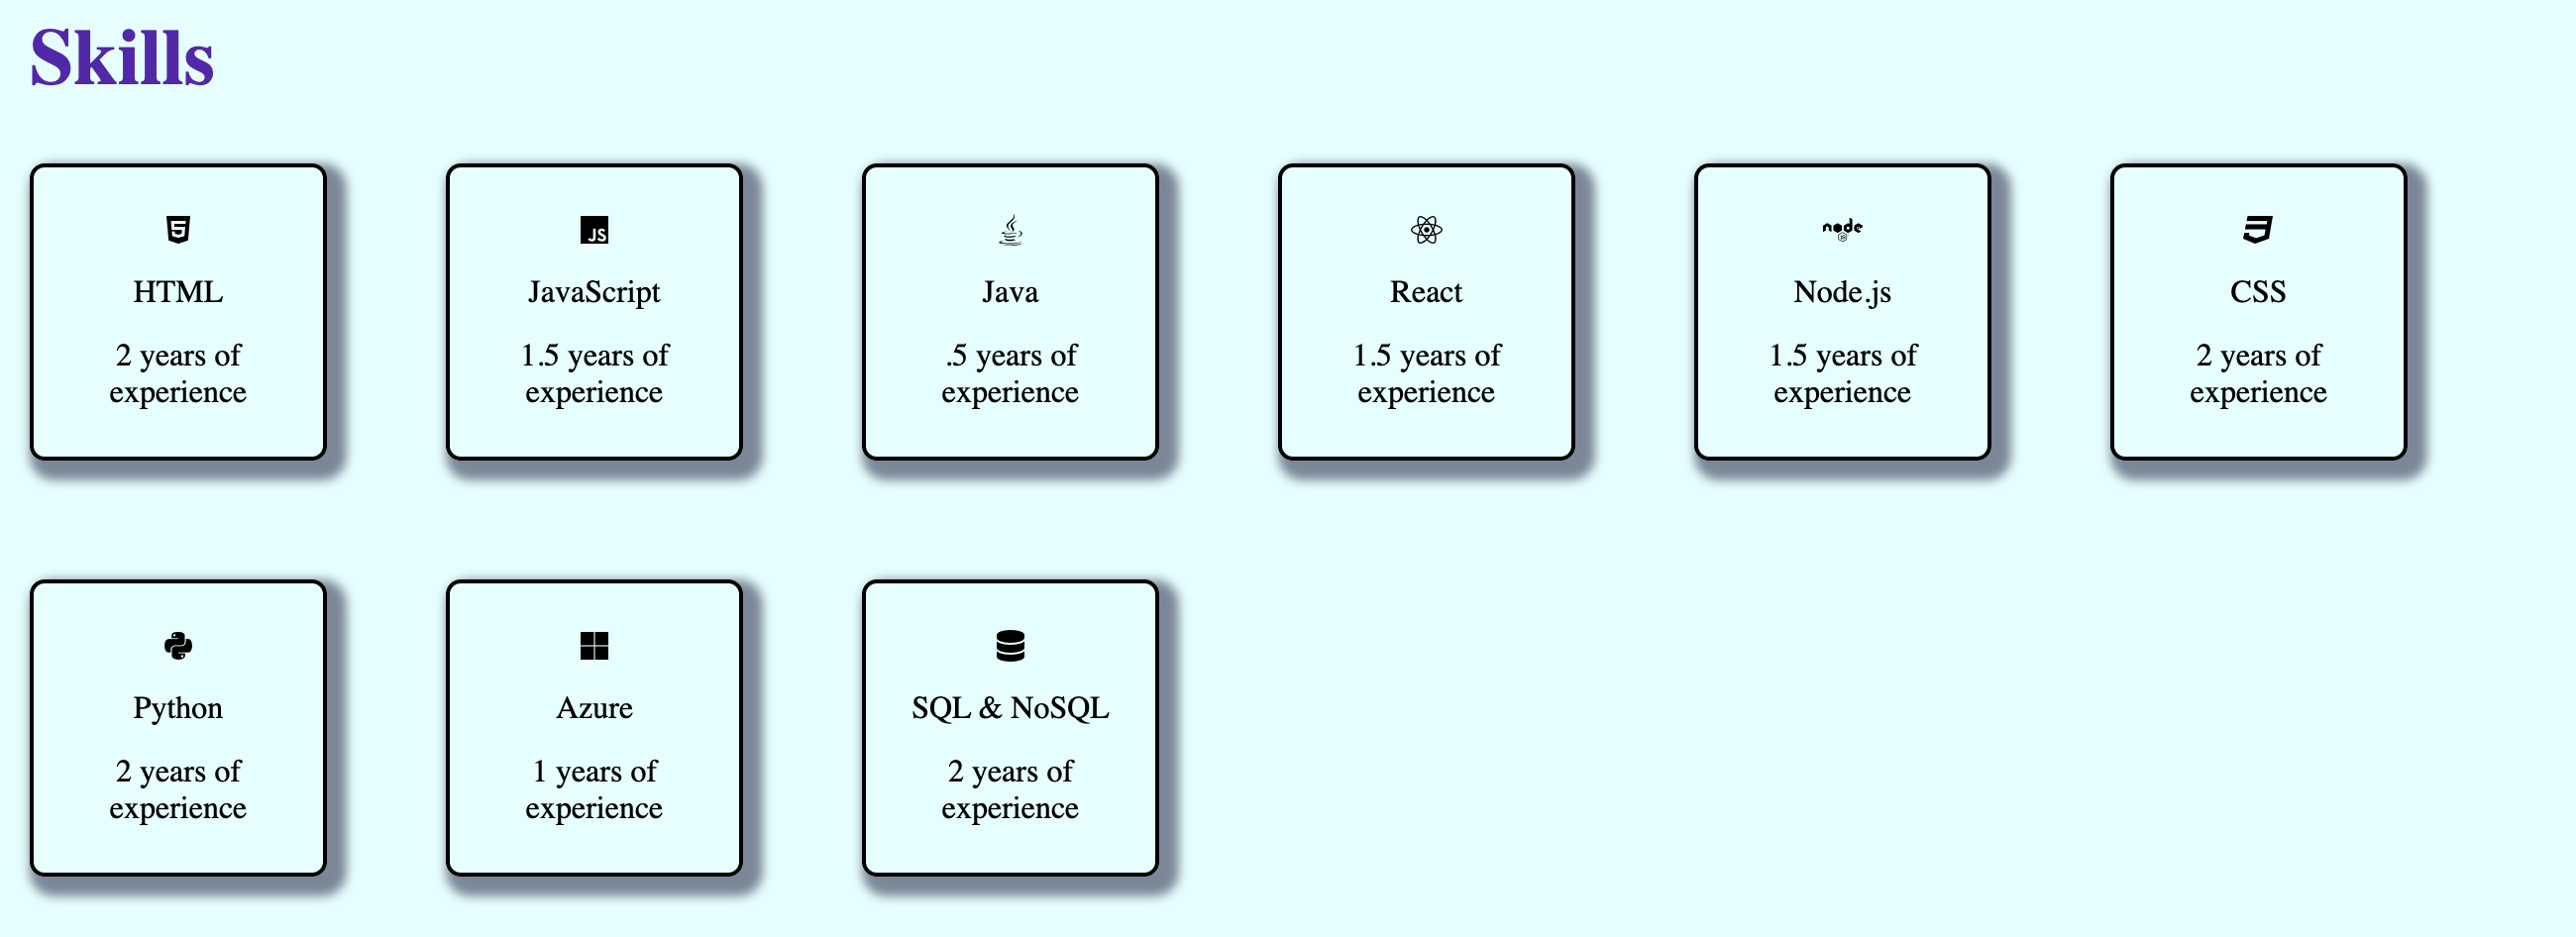 Skills
5
JS
node
JS
HTML
JavaScript
Java
React
Node.js
CSS
2 years of
experience
1.5 years of
experience
.5 years of
experience
1.5 years of
experience
1.5 years of
experience
2 years of
experience
Python
Azure
SQL & NoSQL
2 years of
experience
1 years of
experience
2 years of
experience